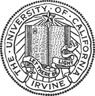 THE · UNIVERSITY · OF · CALIFORNIA
IRVINE